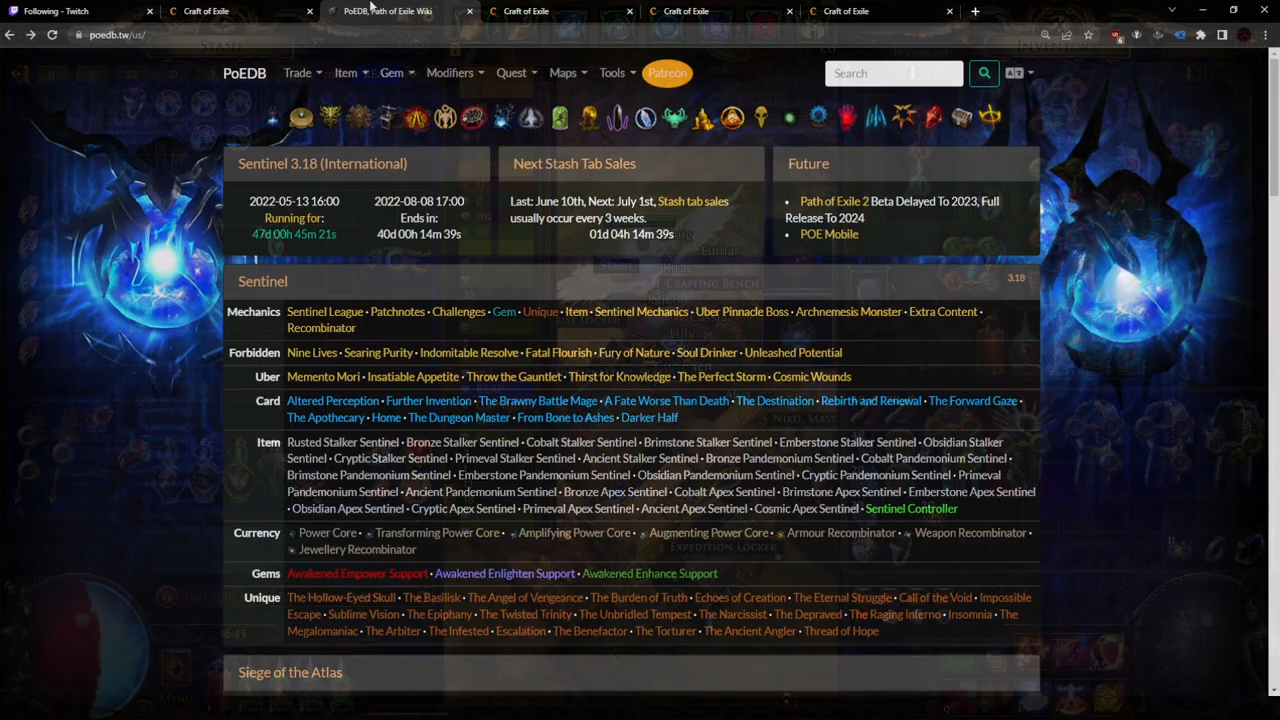 Following - Twitch
Craft of Exile
PoEDB, Path of Exile Wiki
Craft of Exile
Craft of Exile
Craft of Exile
poedb.tw/us/
PoEDB Trade Item Gem Modifiers Quest Maps Tools Patreon Search
Sentinel 3.18 (International)
2022-05-13 16:00 2022-08-08 17:00
Running for: Ends in:
47d 00h 45m 21s 40d 00h 14m 39s
Next Stash Tab Sales
Last: June 10th, Next: July 1st, Stash tab sales
usually occur every 3 weeks.
01d 04h 14m 39s
Future
• Path of Exile 2 Beta Delayed To 2023, Full
Release To 2024
• POE Mobile
Sentinel 3.18
Mechanics Sentinel League · Patchnotes · Challenges · Gem · Unique · Item · Sentinel Mechanics · Uber Pinnacle Boss · Archnemesis Monster · Extra Content ·
Recombinator
Forbidden Nine Lives · Searing Purity · Indomitable Resolve · Fatal Flourish · Fury of Nature · Soul Drinker · Unleashed Potential
Uber Memento Mori · Insatiable Appetite · Throw the Gauntlet · Thirst for Knowledge · The Perfect Storm · Cosmic Wounds
Card Altered Perception · Further Invention · The Brawny Battle Mage · A Fate Worse Than Death · The Destination · Rebirth and Renewal · The Forward Gaze ·
The Apothecary · Home · The Dungeon Master · From Bone to Ashes · Darker Half
Item Rusted Stalker Sentinel · Bronze Stalker Sentinel · Cobalt Stalker Sentinel · Brimstone Stalker Sentinel · Emberstone Stalker Sentinel · Obsidian Stalker
Sentinel · Cryptic Stalker Sentinel · Primeval Stalker Sentinel · Ancient Stalker Sentinel · Bronze Pandemonium Sentinel · Cobalt Pandemonium Sentinel ·
Brimstone Pandemonium Sentinel · Emberstone Pandemonium Sentinel · Obsidian Pandemonium Sentinel · Cryptic Pandemonium Sentinel · Primeval
Pandemonium Sentinel · Ancient Pandemonium Sentinel · Bronze Apex Sentinel · Cobalt Apex Sentinel · Brimstone Apex Sentinel · Emberstone Apex Sentinel
· Obsidian Apex Sentinel · Cryptic Apex Sentinel · Primeval Apex Sentinel · Ancient Apex Sentinel · Cosmic Apex Sentinel · Sentinel Controller
Currency Power Core · Transforming Power Core · Amplifying Power Core · Augmenting Power Core · Armour Recombinator · Weapon Recombinator ·
Jewellery Recombinator
EXPEDITION LOCKER
Gems Awakened Empower Support · Awakened Enlighten Support · Awakened Enhance Support
Unique The Hollow-Eyed Skull · The Basilisk · The Angel of Vengeance · The Burden of Truth · Echoes of Creation · The Eternal Struggle · Call of the Void · Impossible
Escape · Sublime Vision · The Epiphany · The Twisted Trinity · The Unbridled Tempest · The Narcissist · The Depraved · The Raging Inferno · Insomnia · The
Megalomaniac · The Arbiter · The Infested · Escalation · The Benefactor · The Torturer · The Ancient Angler · Thread of Hope
Siege of the Atlas
STASH
INVENTORY
Einhar
Niko
CRAFTING BENCH
MENU